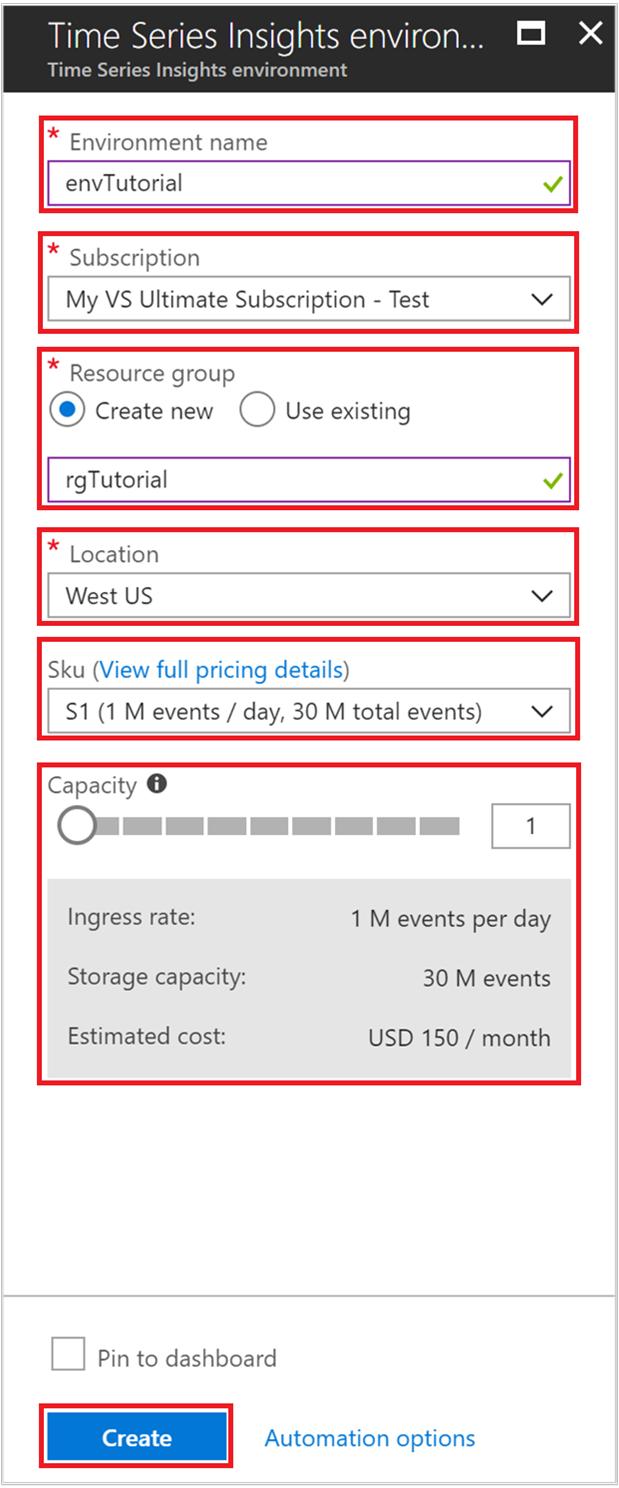 Time Series Insights environ...
Time Series Insights environment
* Environment name
envTutorial
* Subscription
My VS Ultimate Subscription - Test
* Resource group
Create new Use existing
rgTutorial
* Location
West US
Sku (View full pricing details)
S1 (1 M events / day, 30 M total events)
Capacity
1
Ingress rate: 1 M events per day
Storage capacity: 30 M events
Estimated cost: USD 150 / month
Pin to dashboard
Create Automation options